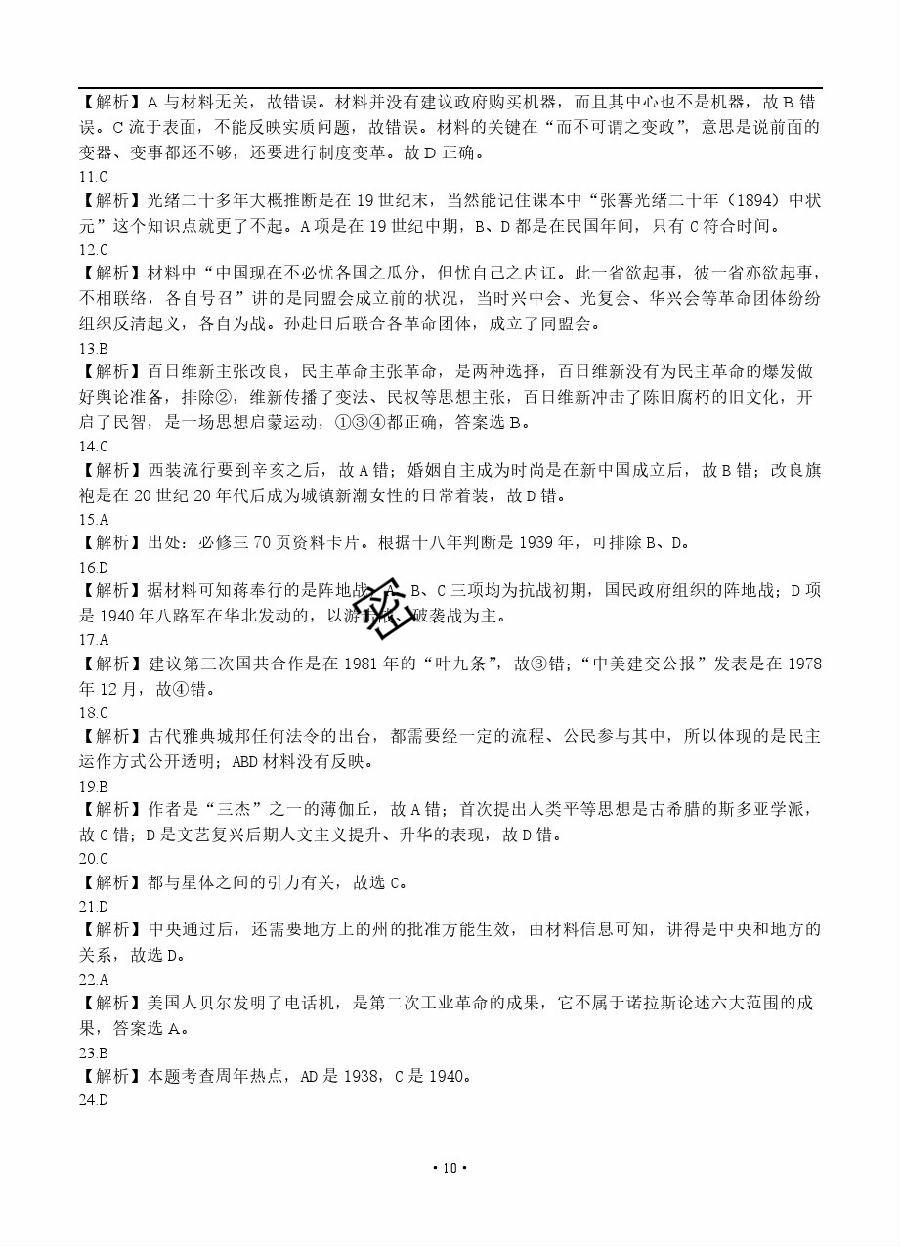 【解析】A 与材料无关，故错误。材料并没有建议政府购买机器，而且其中心也不是机器，故 B 错
误。C 流于表面，不能反映实质问题，故错误。材料的关键在“而不可谓之变政”，意思是说前面的
变器、变事都还不够，还要进行制度变革。故 D 正确。
11.C
【解析】光绪二十多年大概推断是在 19 世纪末，当然能记住课本中“张謇光绪二十年（1894）中状
元”这个知识点就更了不起。A 项是在 19 世纪中期，B、D 都是在民国年间，只有 C 符合时间。
12.C
【解析】材料中“中国现在不必忧各国之瓜分，但忧自己之内讧。此一省欲起事，彼一省亦欲起事，
不相联络，各自号召”讲的是同盟会成立前的状况，当时兴中会、光复会、华兴会等革命团体纷纷
组织反清起义，各自为战。孙赴日后联合各革命团体，成立了同盟会。
13.B
【解析】百日维新主张改良，民主革命主张革命，是两种选择，百日维新没有为民主革命的爆发做
好舆论准备，排除②，维新传播了变法、民权等思想主张，百日维新冲击了陈旧腐朽的旧文化，开
启了民智，是一场思想启蒙运动，①③④都正确，答案选 B。
14.C
【解析】西装流行要到辛亥之后，故 A 错；婚姻自主成为时尚是在新中国成立后，故 B 错；改良旗
袍是在 20 世纪 20 年代后成为城镇新潮女性的日常着装，故 D 错。
15.A
【解析】出处：必修三 70 页资料卡片。根据十八年判断是 1939 年，可排除 B、D。
16.D
【解析】据材料可知蒋奉行的是阵地战，A、B、C 三项均为抗战初期，国民政府组织的阵地战；D 项
是 1940 年八路军在华北发动的，以游击战、破袭战为主。
密
17.A
【解析】建议第三次国共合作是在 1981 年的“叶九条”，故③错；“中美建交公报”发表是在 1978
年 12 月，故④错。
18.C
【解析】古代雅典城邦任何法令的出台，都需要经一定的流程、公民参与其中，所以体现的是民主
运作方式公开透明；ABD 材料没有反映。
19.B
【解析】作者是“三杰”之一的薄伽丘，故 A 错；首次提出人类平等思想是古希腊的斯多亚学派，
故 C 错；D 是文艺复兴后期人文主义提升、升华的表现，故 D 错。
20.C
【解析】都与星体之间的引力有关，故选 C。
21.D
【解析】中央通过后，还需要地方上的州的批准方能生效，由材料信息可知，讲得是中央和地方的
关系，故选 D。
22.A
【解析】美国人贝尔发明了电话机，是第二次工业革命的成果，它不属于诺拉斯论述六大范围的成
果，答案选 A。
23.B
【解析】本题考查周年热点，AD 是 1938，C 是 1940。
24.D
·10·